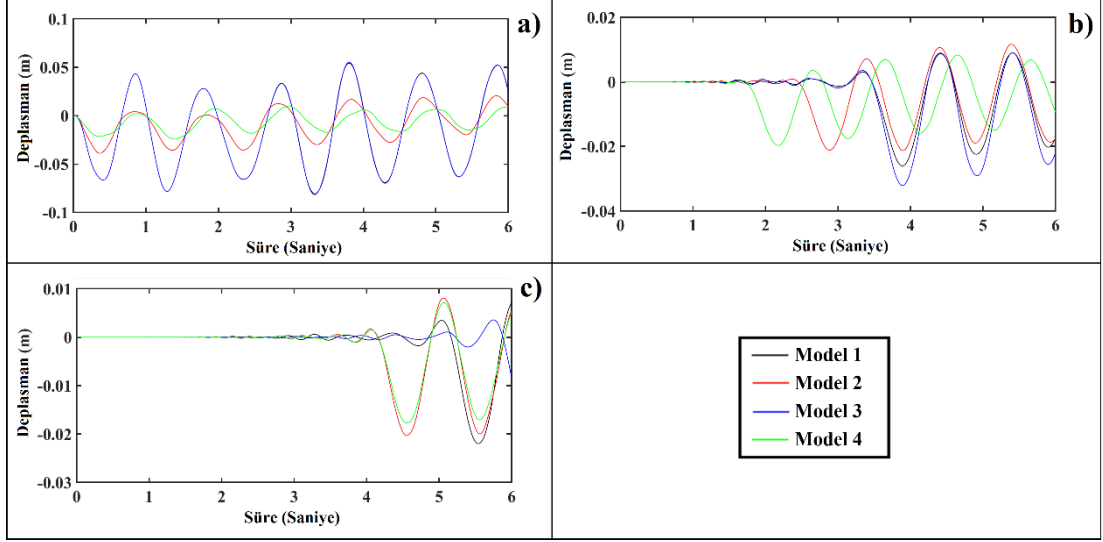 a)
Deplasman (m)
0.1
0.05
0
-0.05
-0.1
0 1 2 3 4 5 6
Süre (Saniye)
b)
Deplasman (m)
0.02
0
-0.02
-0.04
0 1 2 3 4 5 6
Süre (Saniye)
c)
Deplasman (m)
0.01
0
-0.01
-0.02
-0.03
0 1 2 3 4 5 6
Süre (Saniye)
Model 1
Model 2
Model 3
Model 4